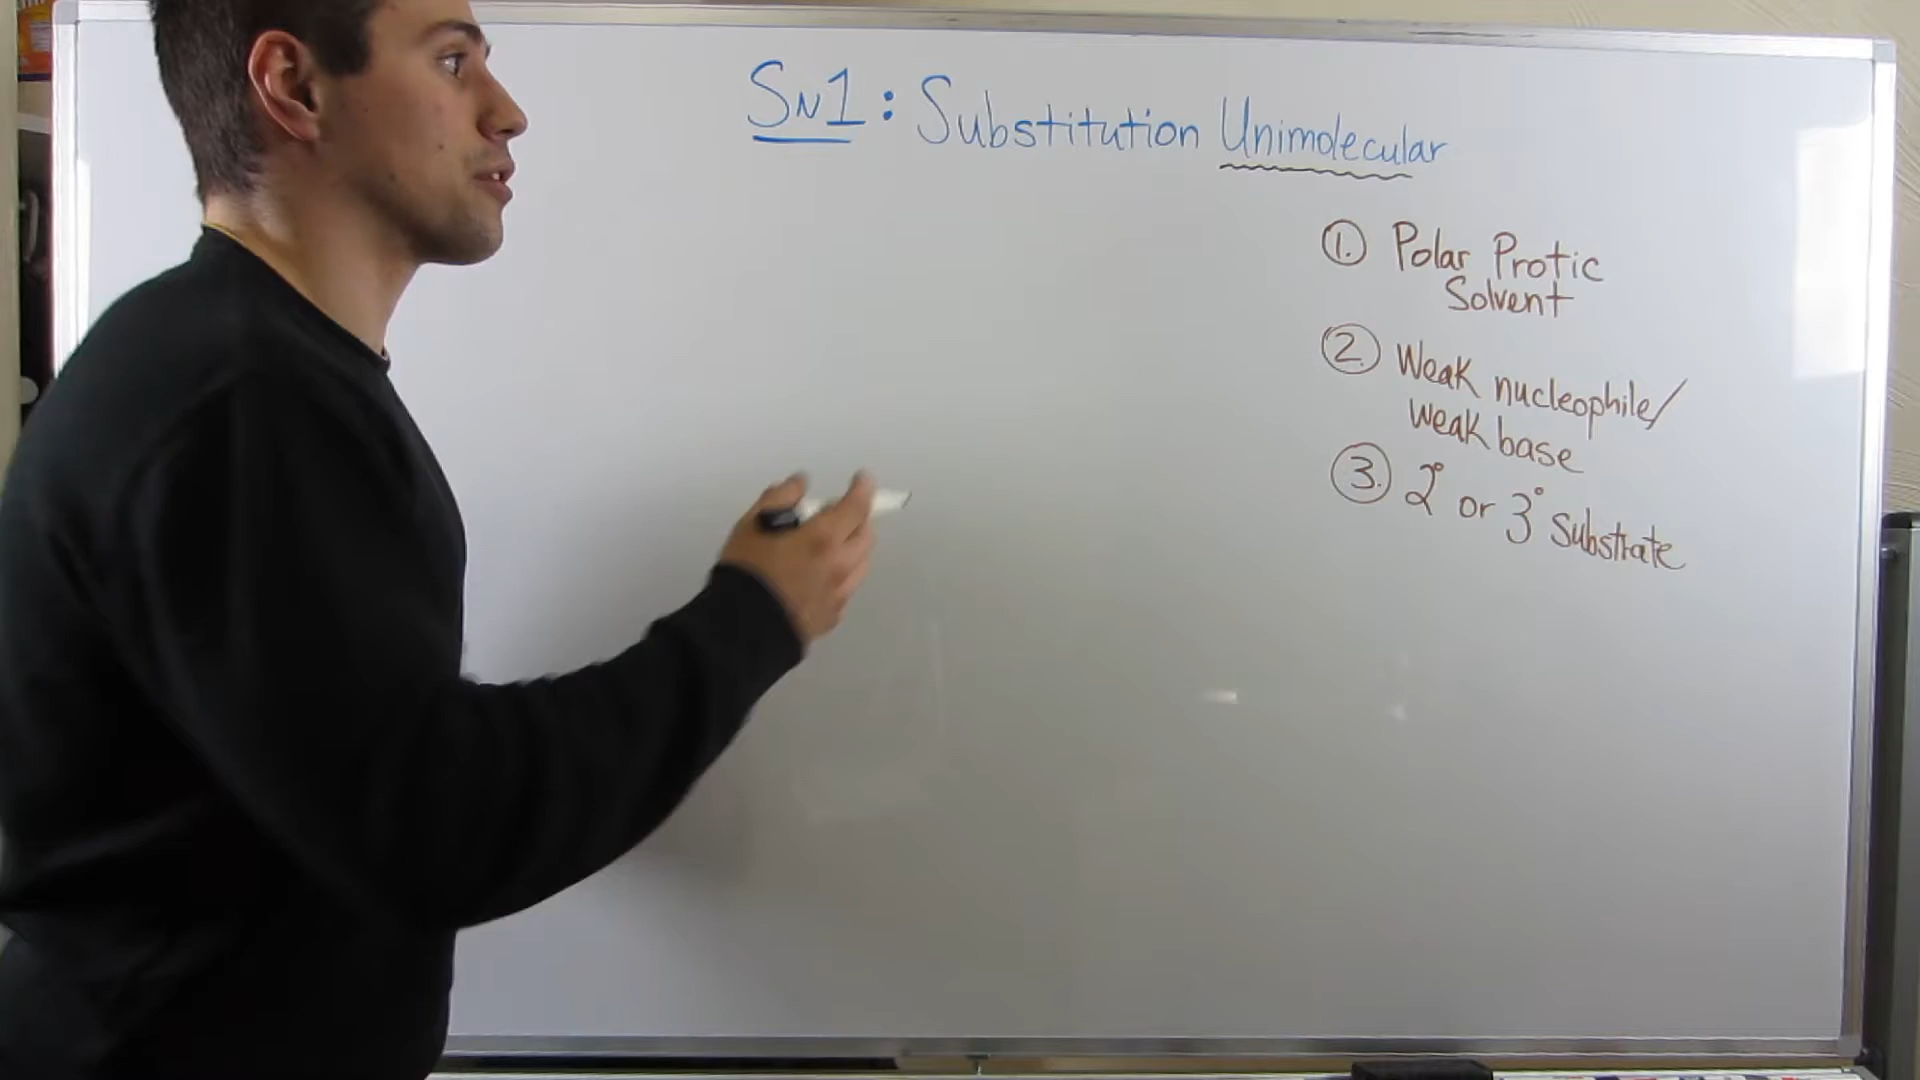 SN1: Substitution Unimolecular
1. Polar Protic
Solvent
2. Weak nucleophile/
weak base
3. 2° or 3° substrate